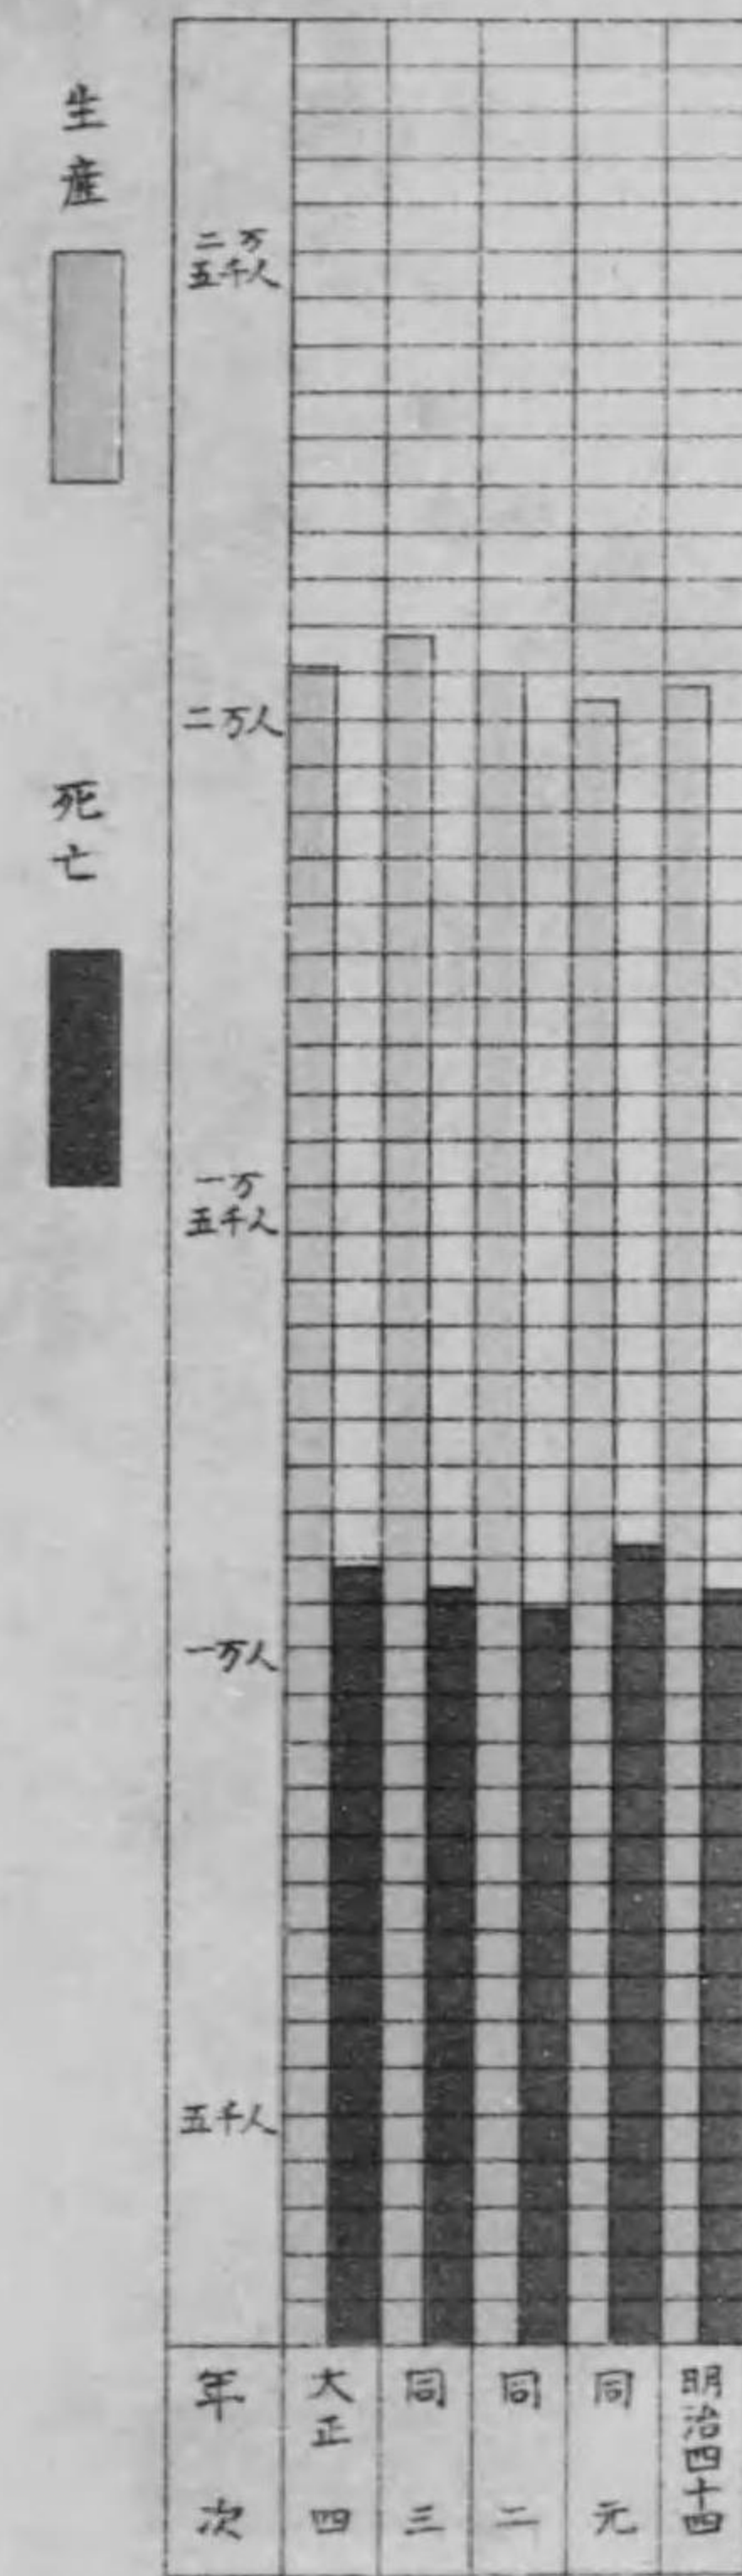 生産
死亡
二万
五千人
二万人
一万
五千人
一万人
五千人
年次
大正四
同三
同二
同元
明治四十四